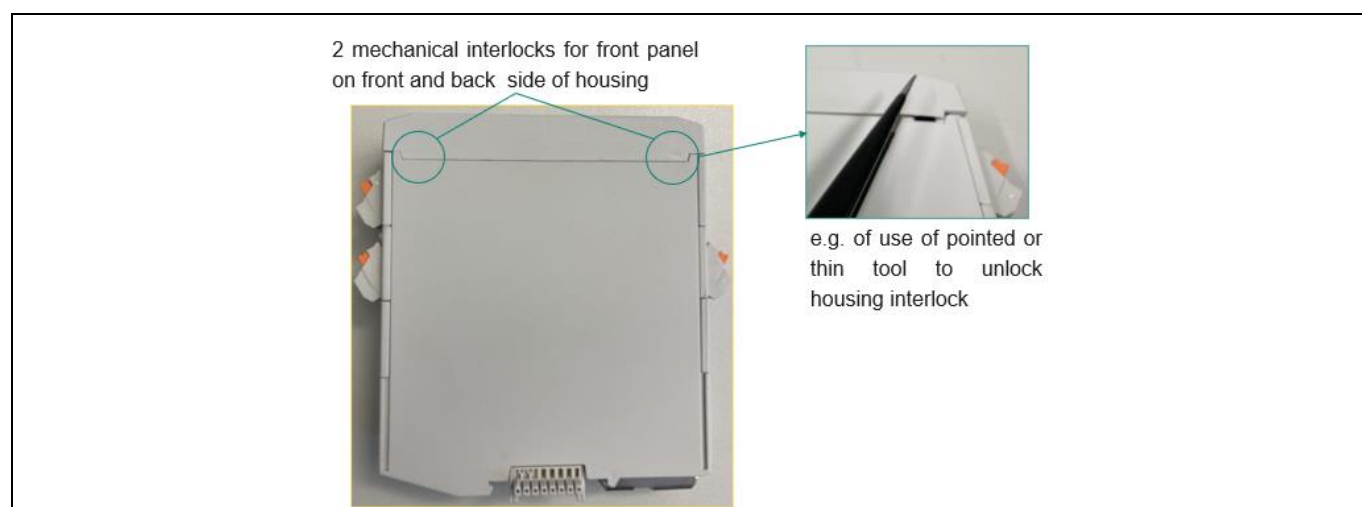 2 mechanical interlocks for front panel
on front and back side of housing
e.g. of use of pointed or
thin tool to unlock
housing interlock